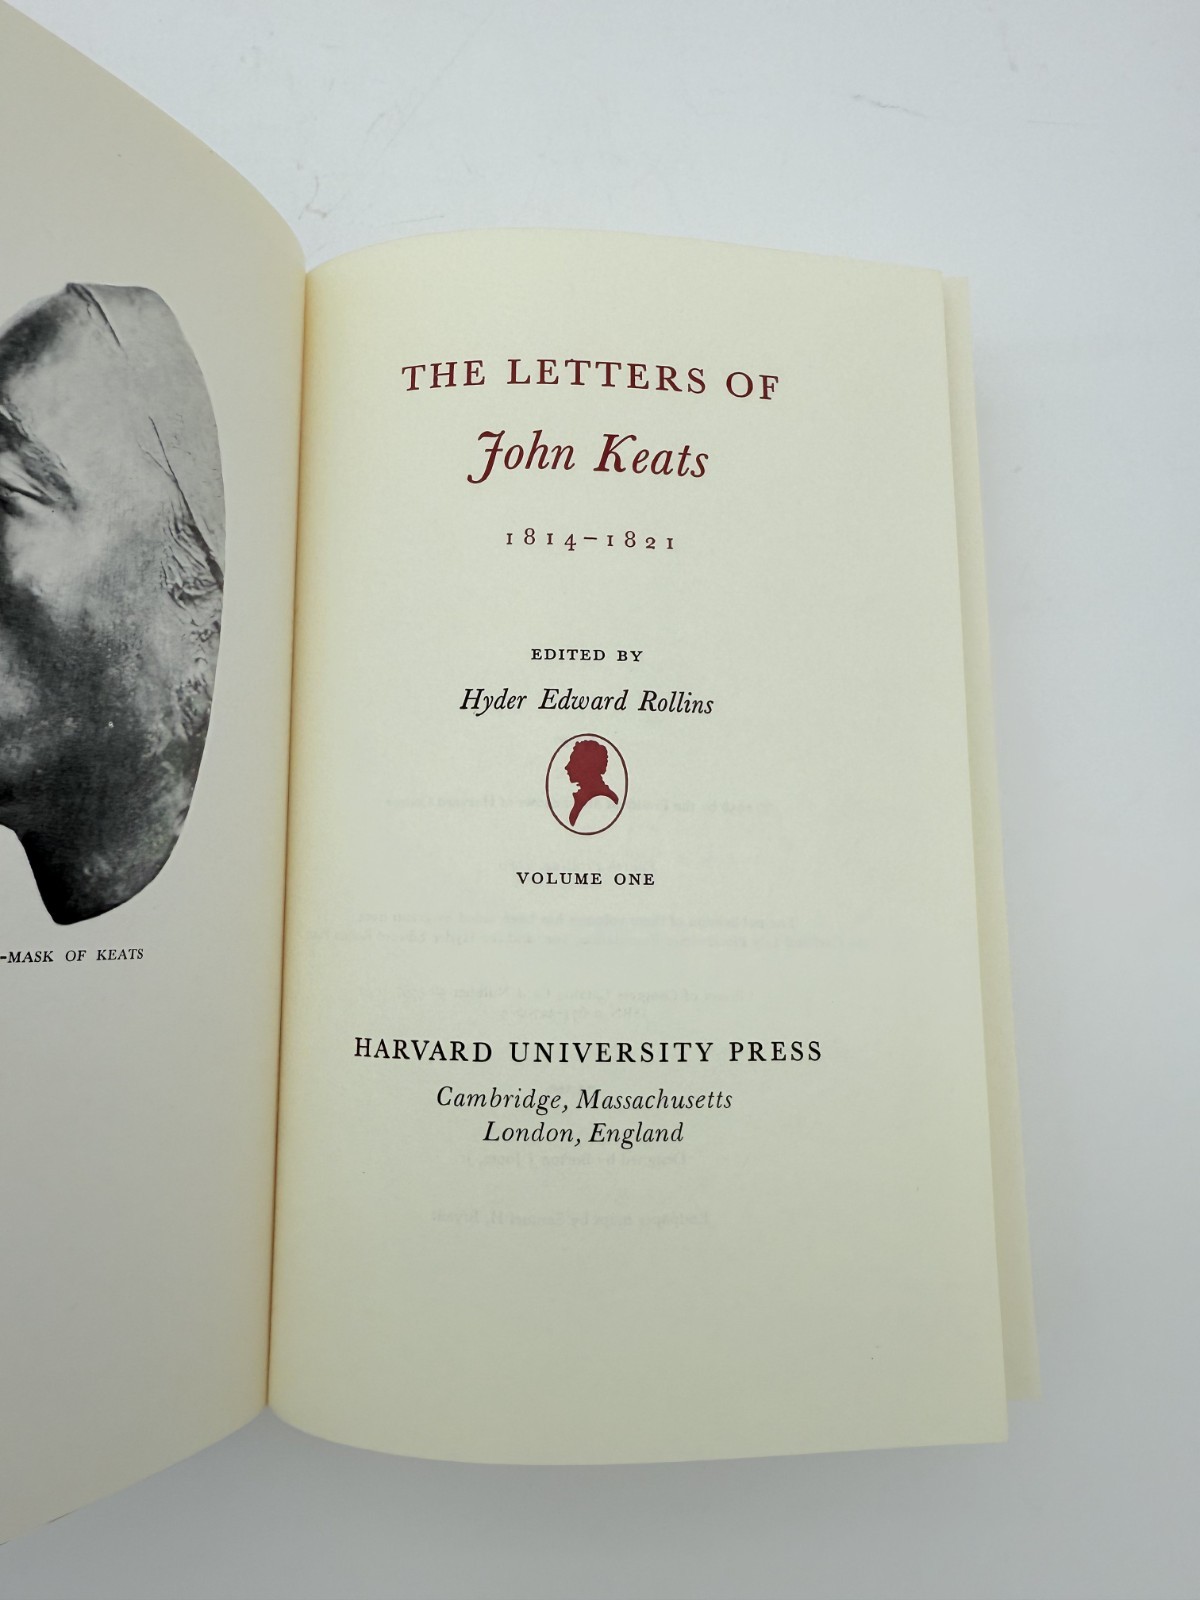 -MASK OF KEATS
THE LETTERS OF
John Keats
1814–1821
EDITED BY
Hyder Edward Rollins
VOLUME ONE
HARVARD UNIVERSITY PRESS
Cambridge, Massachusetts
London, England